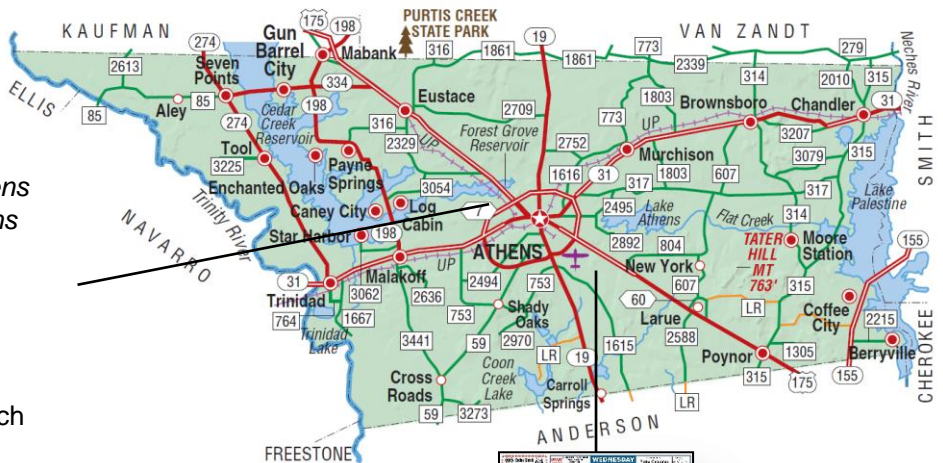 KAUFMAN
175
198
PURTIS CREEK
STATE PARK
VAN ZANDT
274
Gun
Barrel
City
Mabank
316
1861
19
1861
773
2339
279
2613
Seven
Points
334
314
2010
315
Neches River
ELLIS
85
85
Aley
198
Eustace
1803
Brownsboro
Chandler
31
Cedar
Creek
Reservoir
2709
773
UP
3207
274
316
UP
Forest Grove
Reservoir
2752
Murchison
3079
315
SMITH
Tool
2329
3225
Payne
Springs
1616
31
1803
607
317
317
ens
Enchanted Oaks
3054
2495
Lake
Athens
Flat Creek
314
Lake
Palestine
ns
Trinity River
Caney City
Log
Cabin
7
NAVARRO
Star Harbor
198
ATHENS
2892
804
TATER
HILL
MT
763'
Moore
Station
155
UP
New York
31
Malakoff
2494
753
607
315
Trinidad
3062
2636
60
Larue
LR
Coffee
City
764
1667
753
Shady
Oaks
2215
Trinidad
Lake
3441
59
2970
LR
19
1615
2588
1305
Berryville
CHEROKEE
Poynor
Cross
Roads
Coon
Creek
Lake
Carroll
Springs
315
175
155
LR
ch
59
3273
ANDERSON
FREESTONE
WEDNESDAY